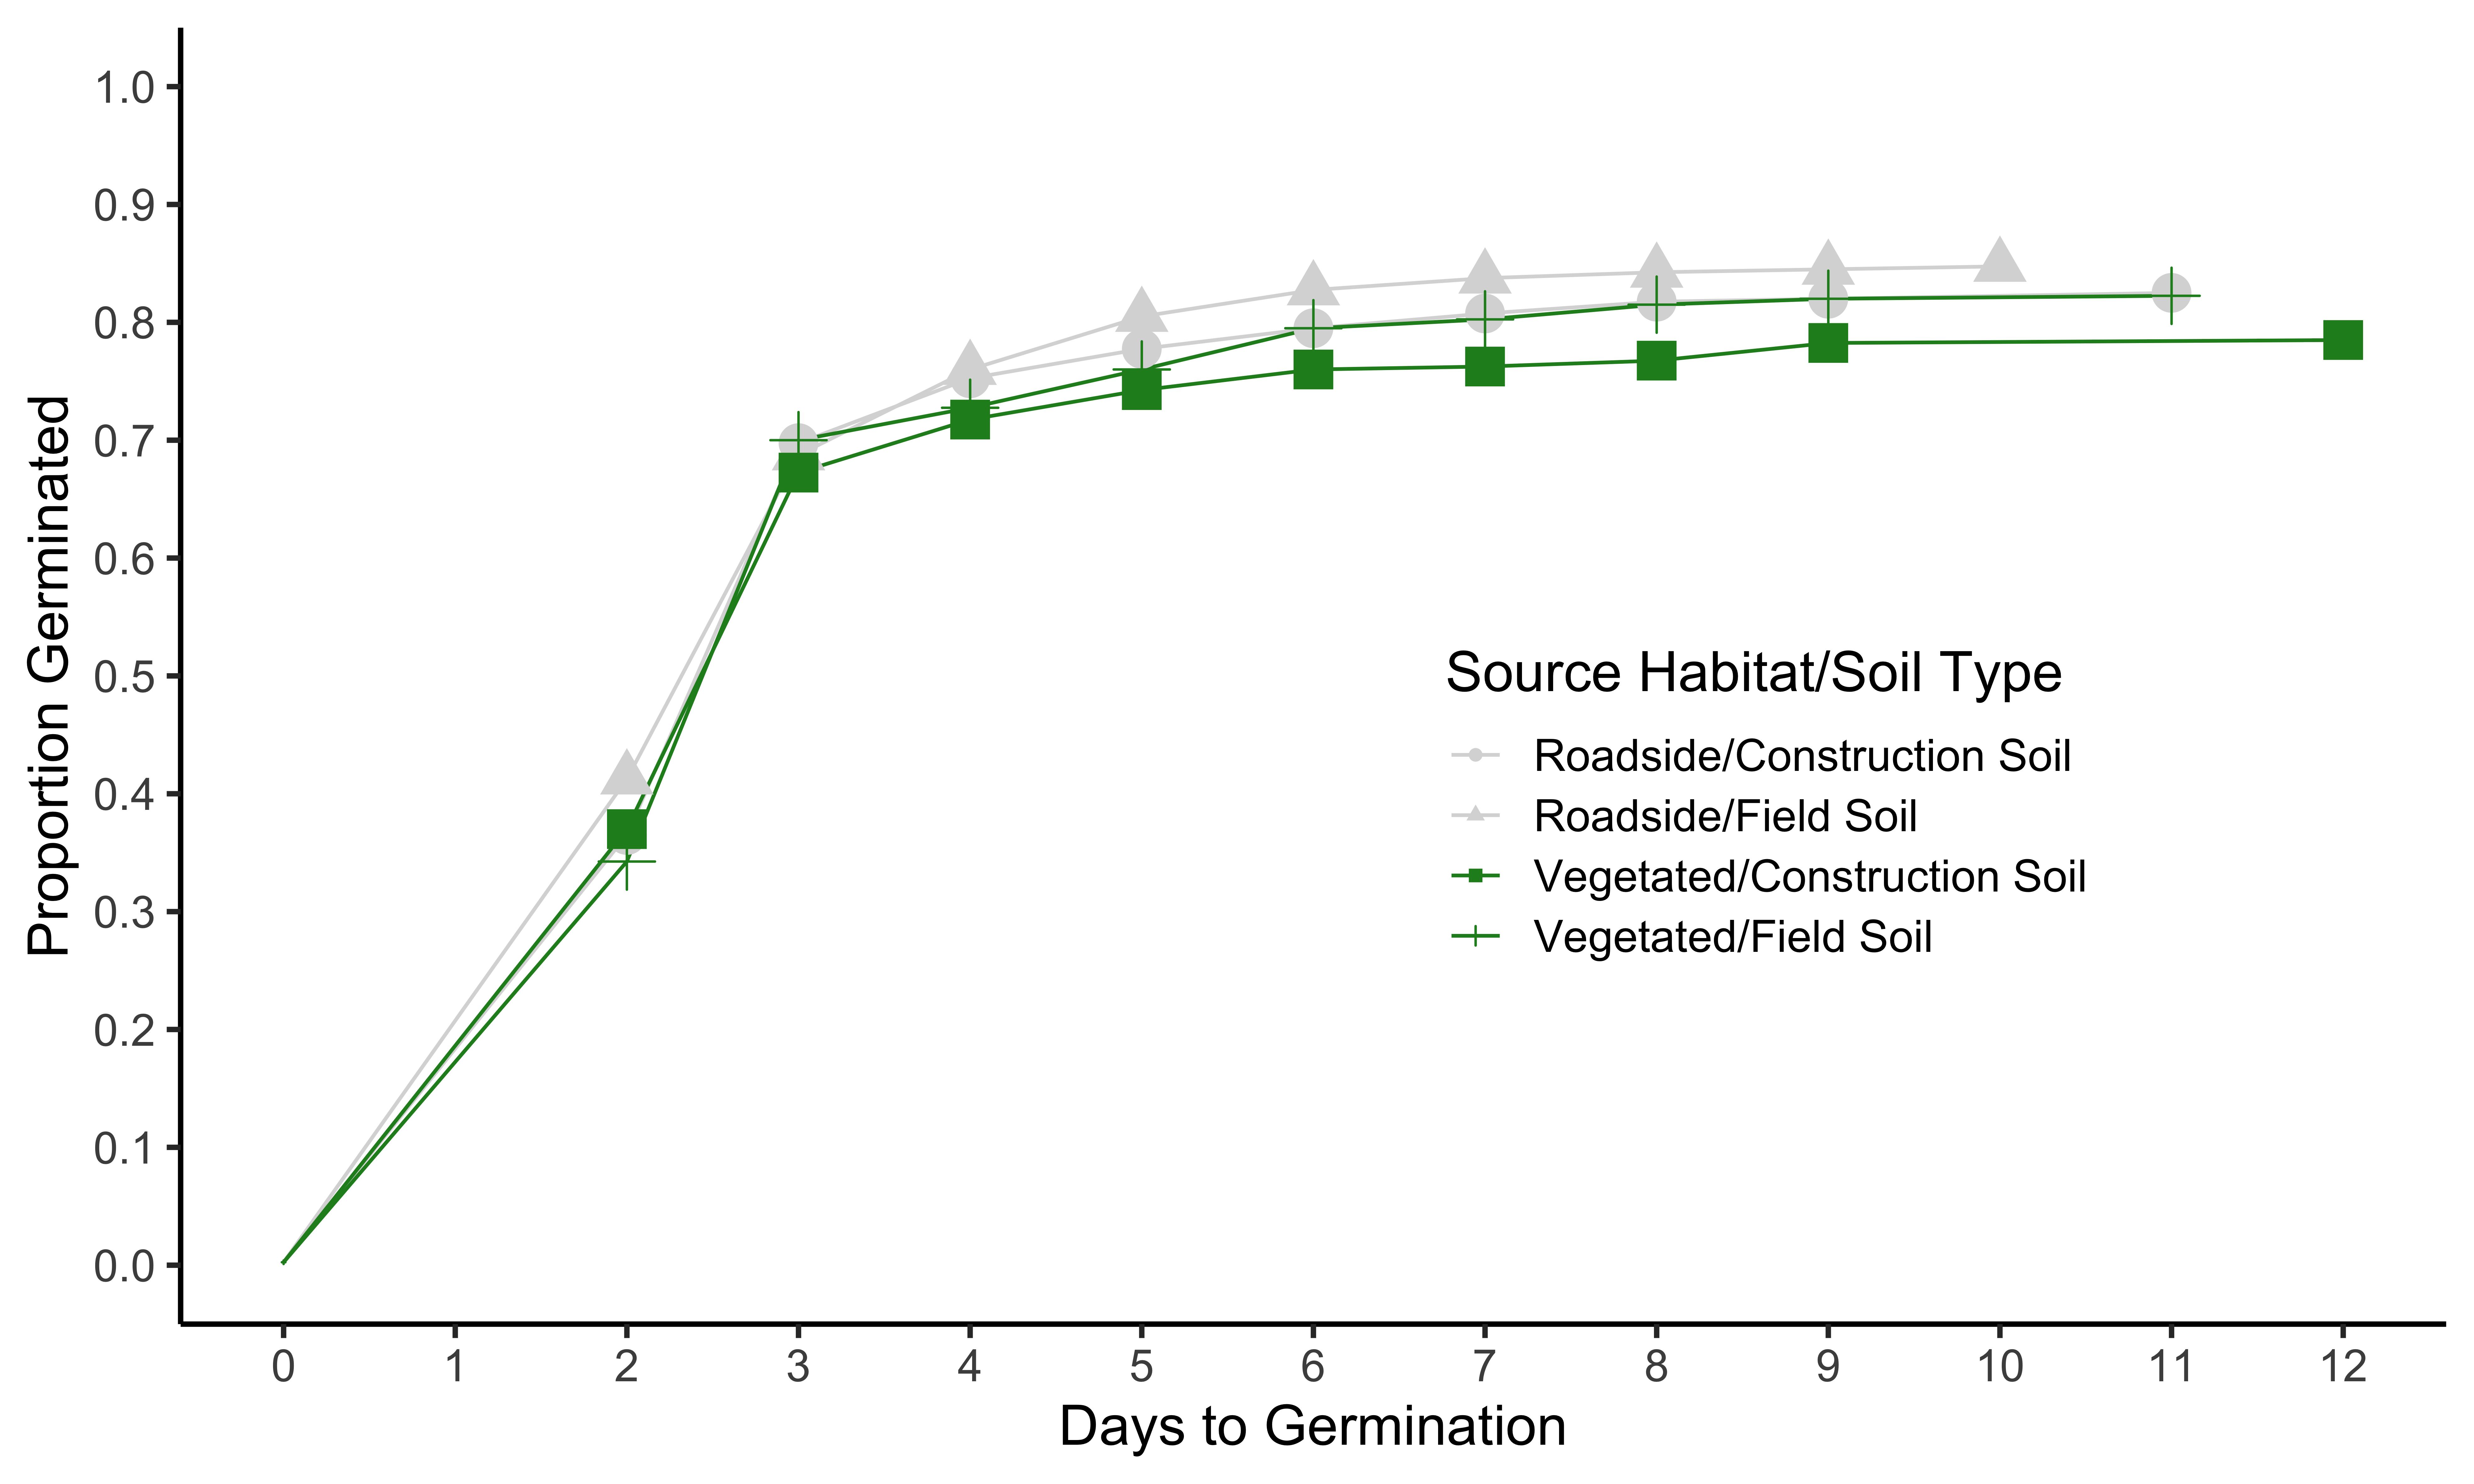 1.0
0.9
0.8
0.7
0.6
0.5
0.4
0.3
0.2
0.1
0.0
Proportion Germinated
Source Habitat/Soil Type
Roadside/Construction Soil
Roadside/Field Soil
Vegetated/Construction Soil
Vegetated/Field Soil
0 1 2 3 4 5 6 7 8 9 10 11 12
Days to Germination